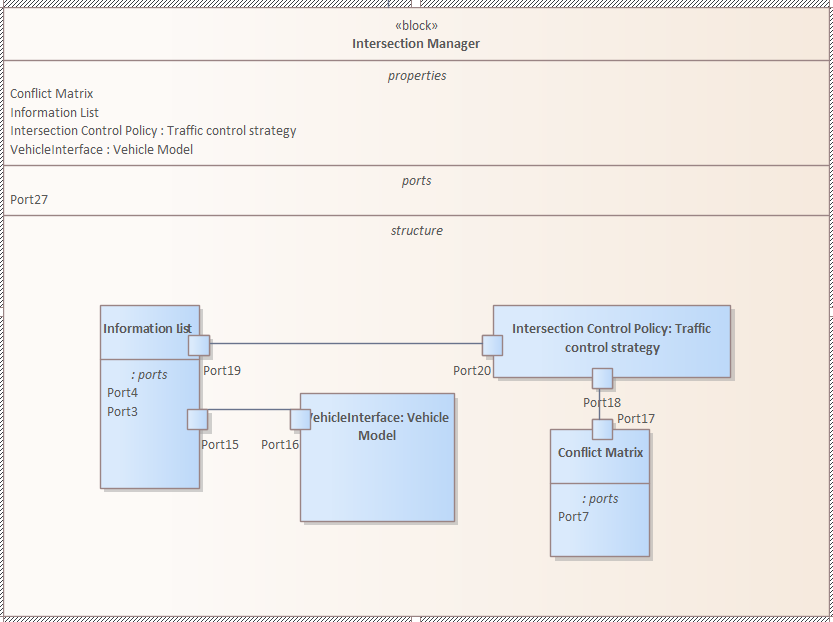 «block»
Intersection Manager
properties
Conflict Matrix
Information List
Intersection Control Policy : Traffic control strategy
VehicleInterface : Vehicle Model
ports
Port27
structure
Information List
: ports
Port4
Port3
Port19
Port15
Port16
VehicleInterface: Vehicle
Model
Port20
Intersection Control Policy: Traffic
control strategy
Port18
Port17
Conflict Matrix
: ports
Port7